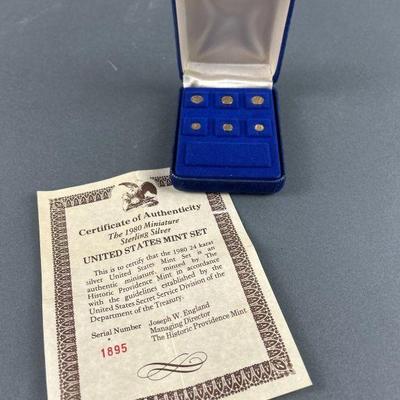 Certificate of Authenticity
The 1980 Miniature
Sterling Silver
UNITED STATES MINT SET
This is to certify that the 1980 24 karat
silver United States Mint Set is an
authentic miniature, minted by The
Historic Providence Mint in accordance
with the guidelines established by the
United States Secret Service Division of the
Department of the Treasury.
Serial Number
1895
Joseph W. England
Managing Director
The Historic Providence Mint